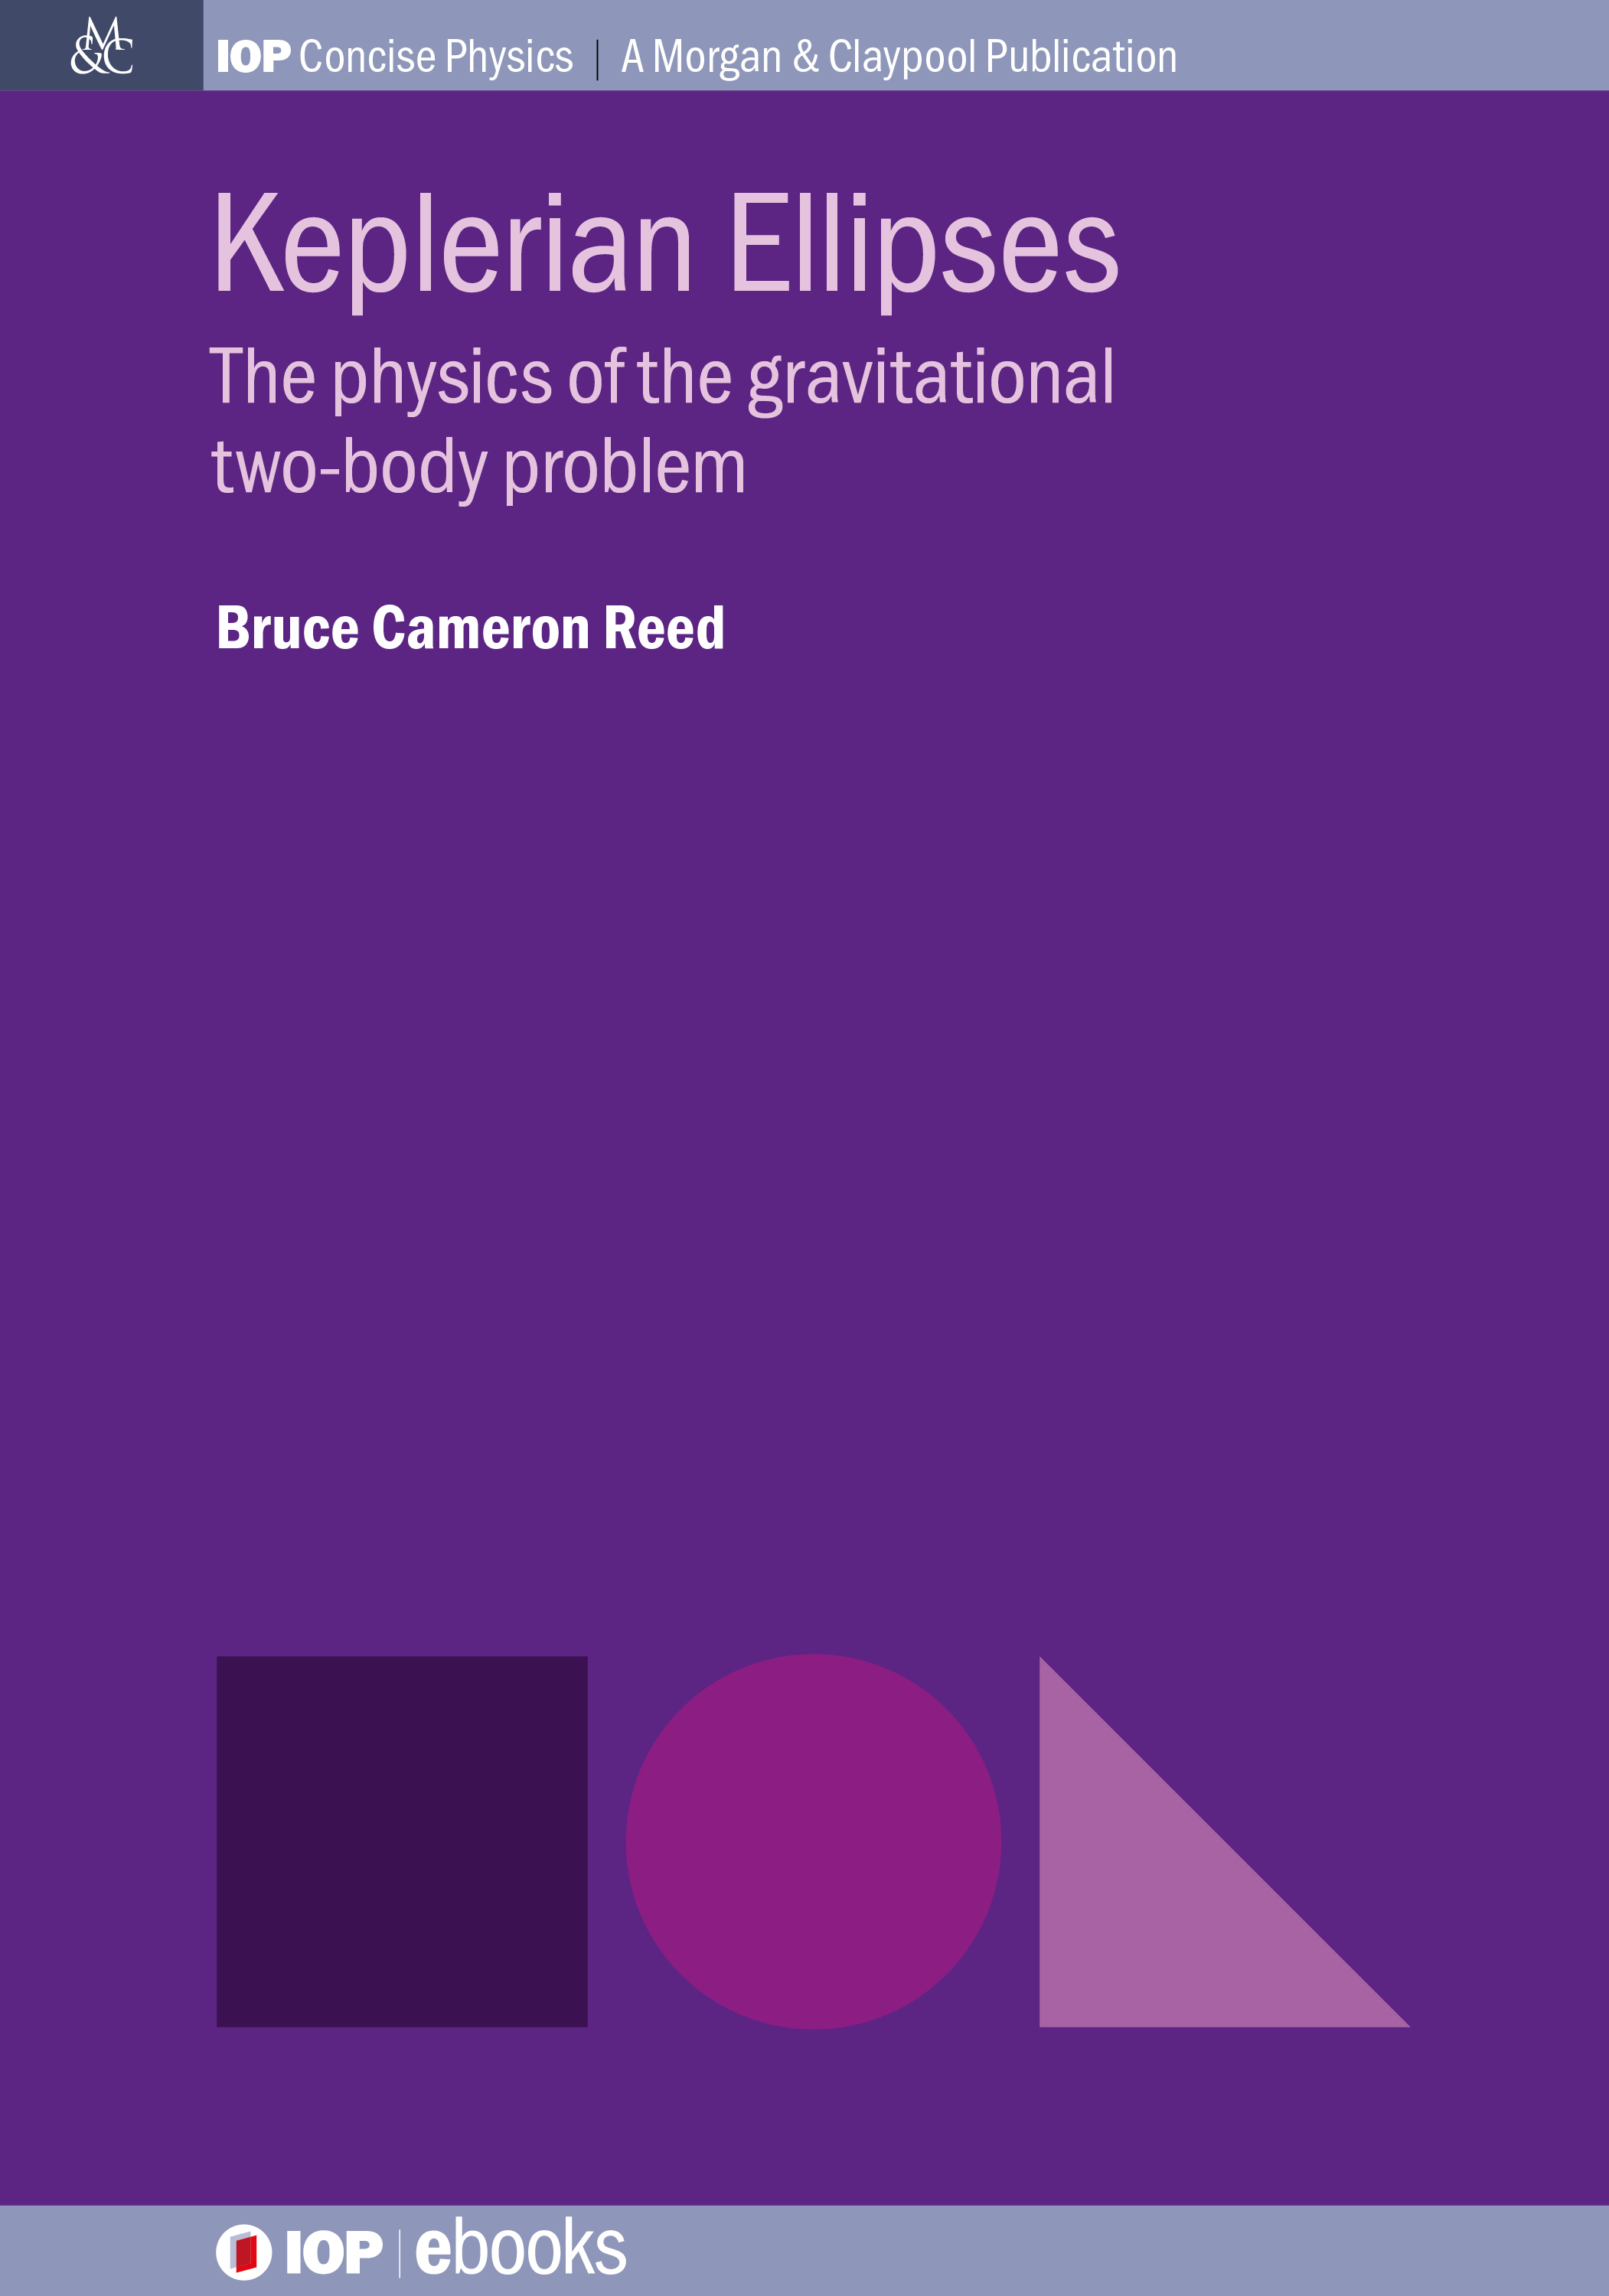 M&C
IOP Concise Physics | A Morgan & Claypool Publication
Keplerian Ellipses
The physics of the gravitational
two-body problem
Bruce Cameron Reed
IOP | ebooks